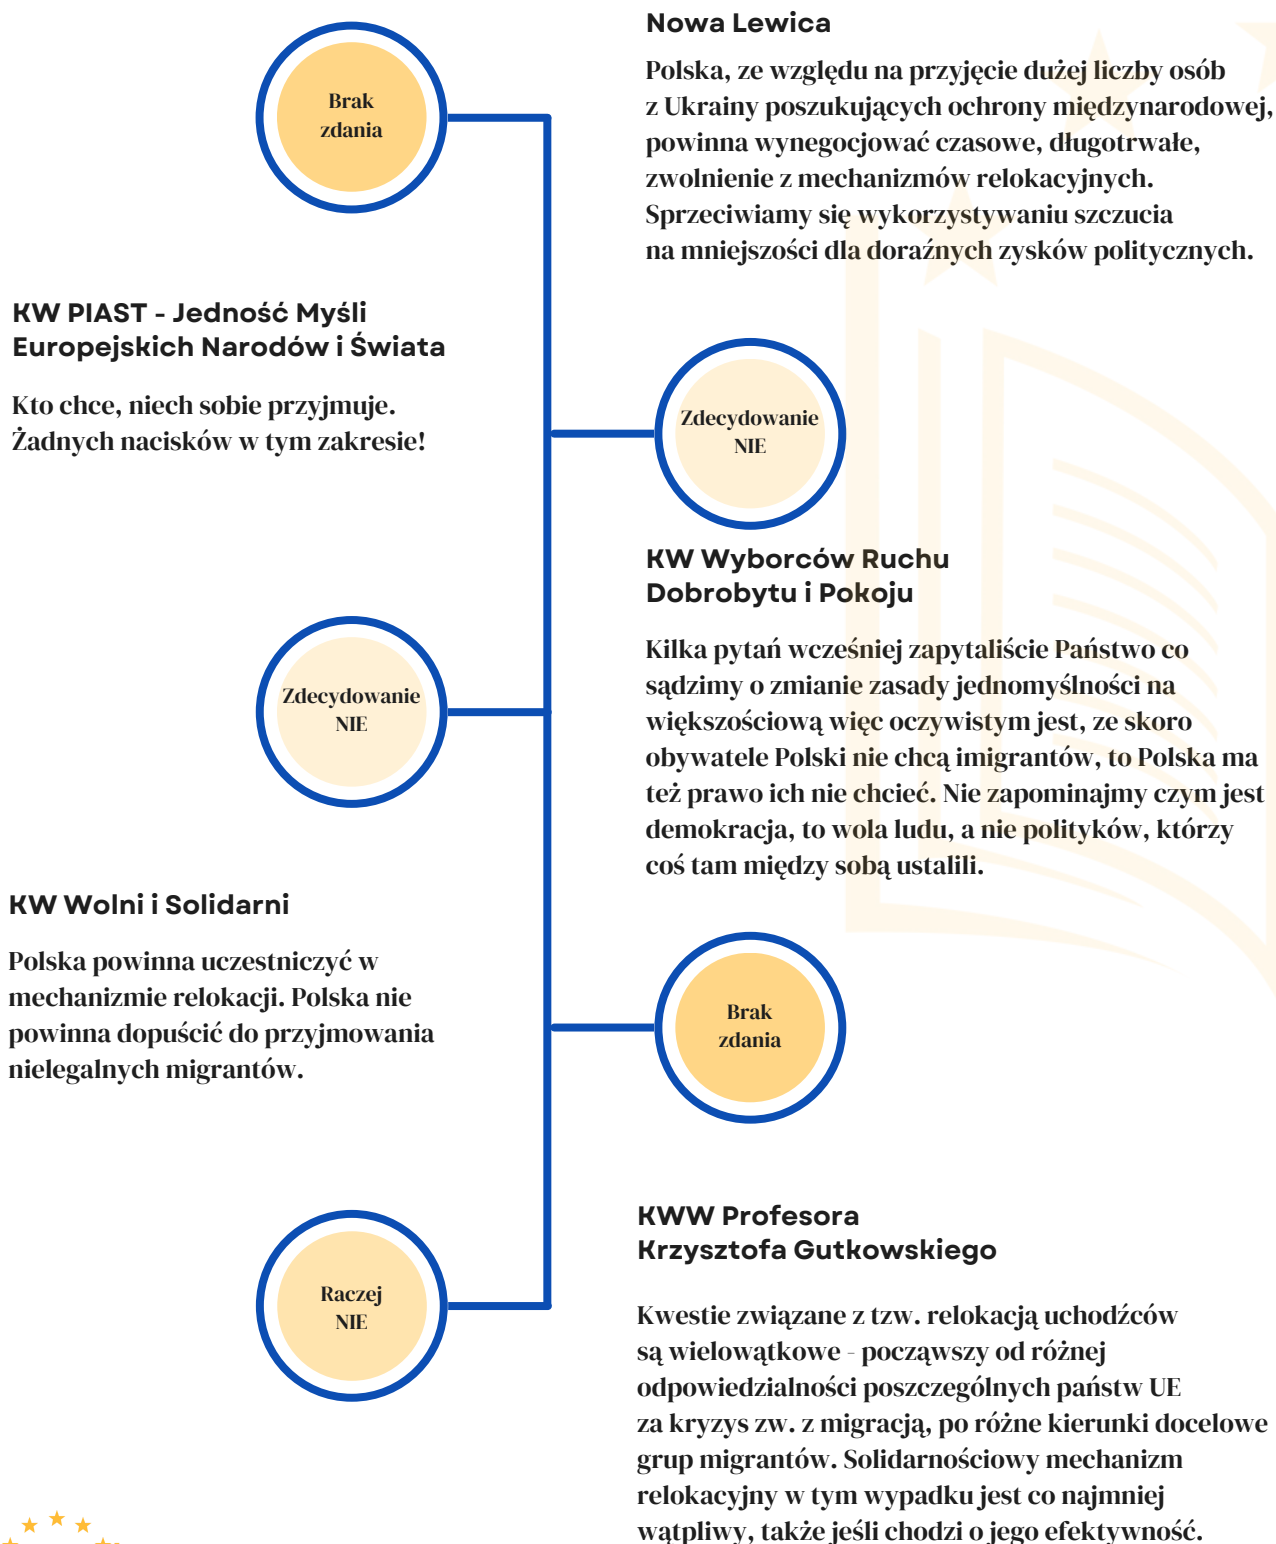 Nowa Lewica
Brak
zdania
Polska, ze względu na przyjęcie dużej liczby osób
z Ukrainy poszukujących ochrony międzynarodowej,
powinna wynegocjować czasowe, długotrwałe,
zwolnienie z mechanizmów relokacyjnych.
Sprzeciwiamy się wykorzystywaniu szczucia
na mniejszości dla doraźnych zysków politycznych.
KW PIAST - Jedność Myśli
Europejskich Narodów i Świata
Kto chce, niech sobie przyjmuje.
Żadnych nacisków w tym zakresie!
Zdecydowanie
NIE
KW Wyborców Ruchu
Dobrobytu i Pokoju
Zdecydowanie
NIE
Kilka pytań wcześniej zapytaliście Państwo co
sądzimy o zmianie zasady jednomyślności na
większościową więc oczywistym jest, ze skoro
obywatele Polski nie chcą imigrantów, to Polska ma
też prawo ich nie chcieć. Nie zapominajmy czym jest
demokracja, to wola ludu, a nie polityków, którzy
coś tam między sobą ustalili.
KW Wolni i Solidarni
Polska powinna uczestniczyć w
mechanizmie relokacji. Polska nie
powinna dopuścić do przyjmowania
nielegalnych migrantów.
Brak
zdania
KWW Profesora
Krzysztofa Gutkowskiego
Raczej
NIE
Kwestie związane z tzw. relokacją uchodźców
są wielowątkowe - począwszy od różnej
odpowiedzialności poszczególnych państw UE
za kryzys zw. z migracją, po różne kierunki docelowe
grup migrantów. Solidarnościowy mechanizm
relokacyjny w tym wypadku jest co najmniej
wątpliwy, także jeśli chodzi o jego efektywność.